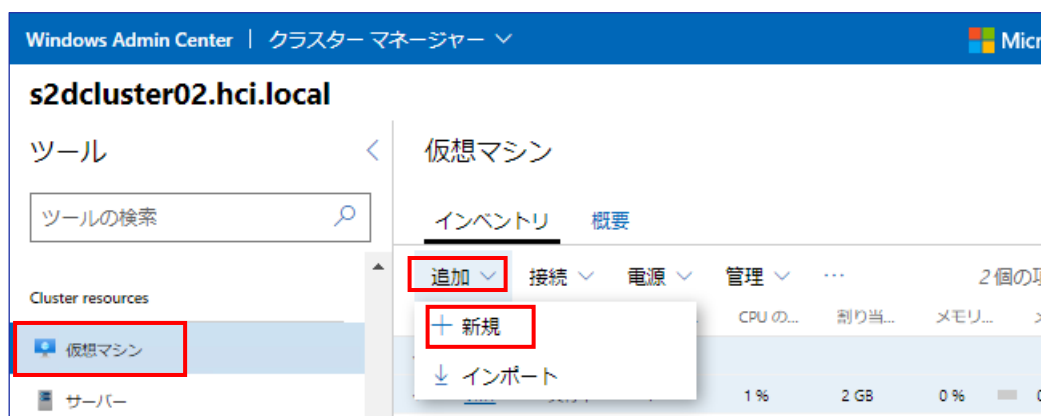 Windows Admin Center | クラスター マネージャー
s2dcluster02.hci.local
ツール
ツールの検索
Cluster resources
仮想マシン
サーバー
仮想マシン
インベントリ 概要
追加 接続 電源 管理 … 2 個の
CPU の... 割り当... メモリ...
新規
インポート
1 % 2 GB 0 %